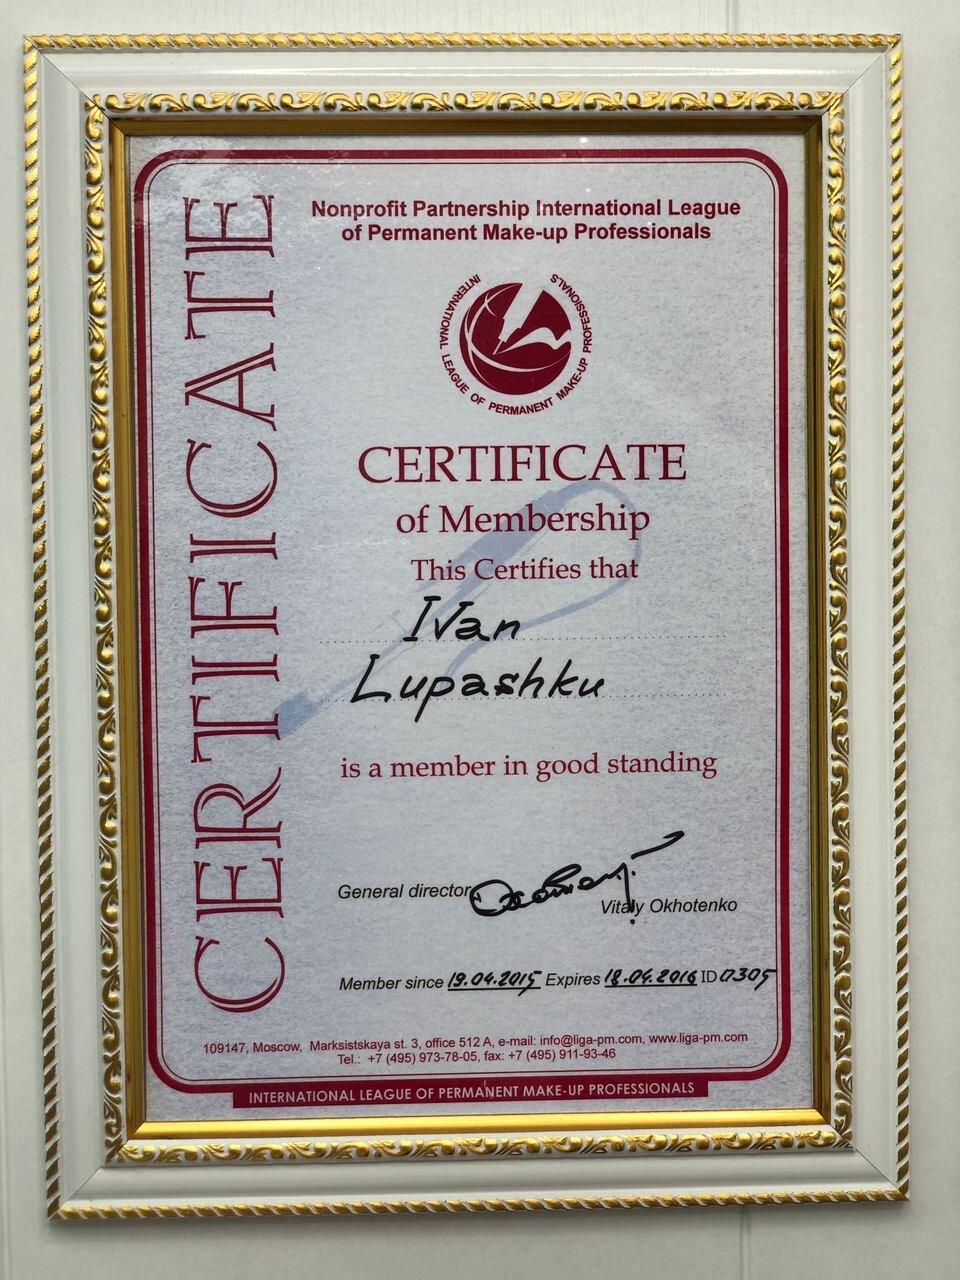 CERTIFICATE
Nonprofit Partnership International League
of Permanent Make-up Professionals
INTERNATIONAL LEAGUE OF PERMANENT MAKE-UP PROFESSIONALS
CERTIFICATE
of Membership
This Certifies that
Ivan
Lupashku
is a member in good standing
General director
Vitaly Okhotenko
Member since 19.04.2015 Expires 18.04.2016 ID 0305
109147, Moscow, Marksistskaya st. 3, office 512 A, e-mail: info@liga-pm.com, www.liga-pm.com
Tel.: +7 (495) 973-78-05, fax: +7 (495) 911-93-46
INTERNATIONAL LEAGUE OF PERMANENT MAKE-UP PROFESSIONALS